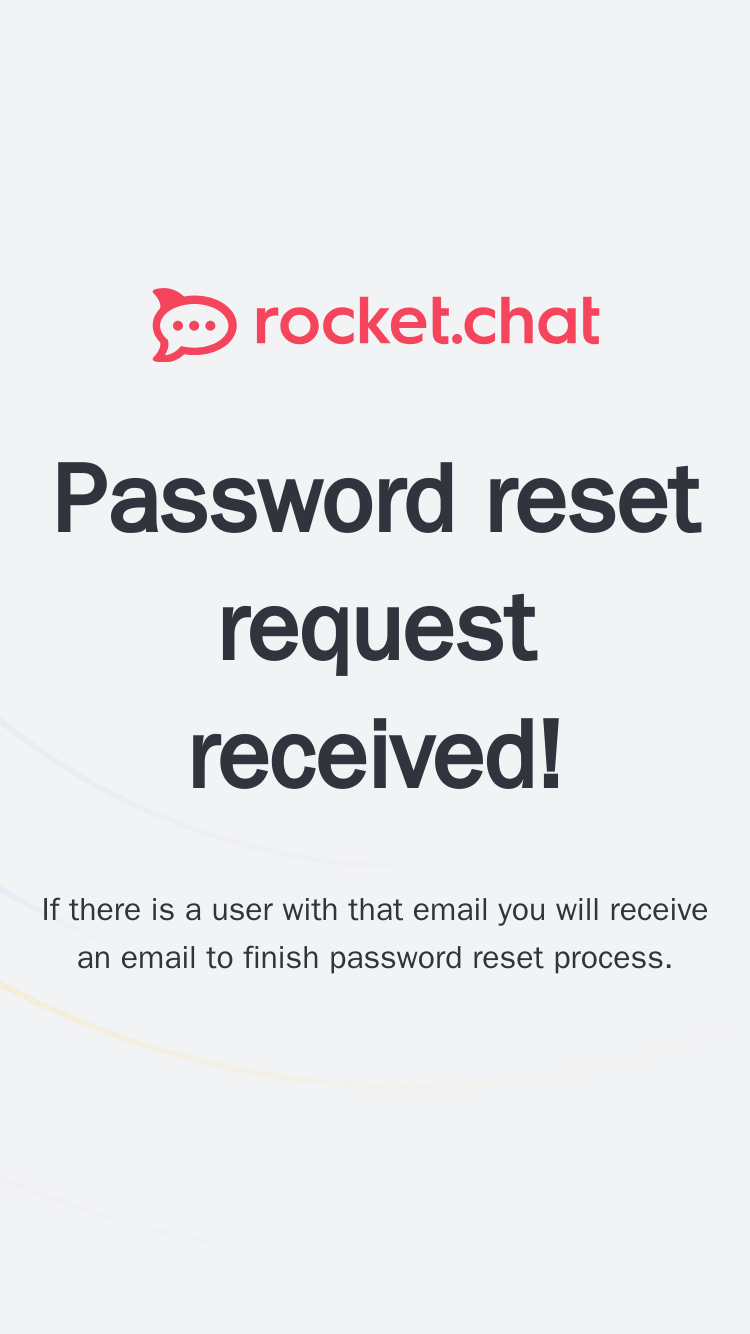 rocket.chat
Password reset
request
received!
If there is a user with that email you will receive
an email to finish password reset process.